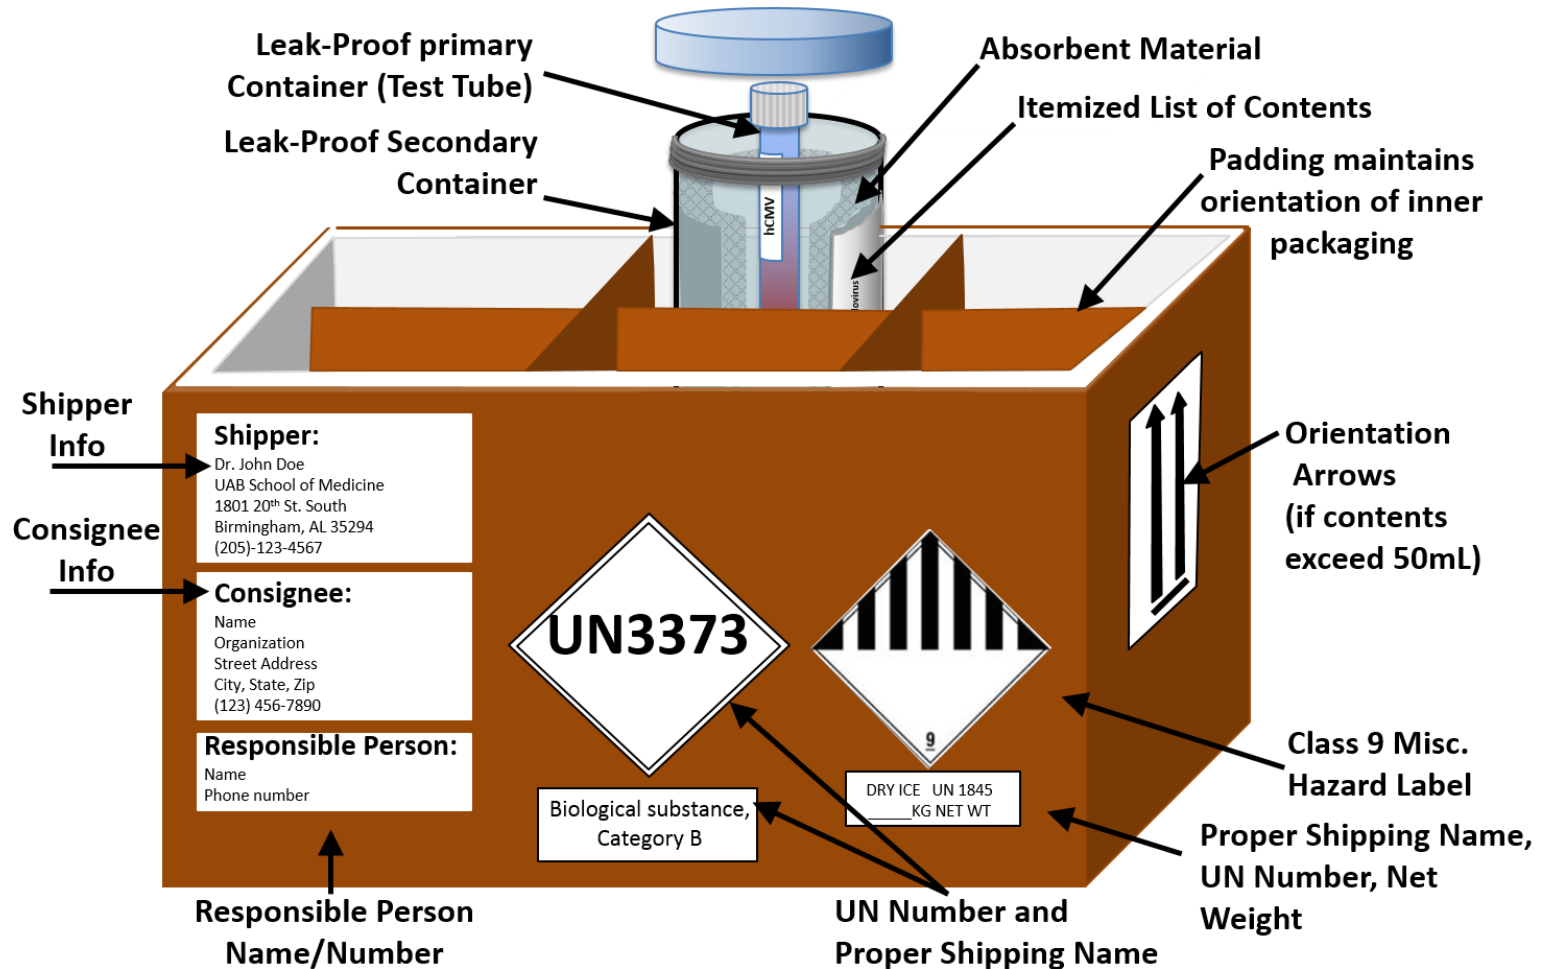 Leak-Proof primary
Container (Test Tube)
Leak-Proof Secondary
Container
Absorbent Material
Itemized List of Contents
Padding maintains
orientation of inner
packaging
hCMV
Shipper
Info
Consignee
Info
Shipper:
Dr. John Doe
UAB School of Medicine
1801 20th St. South
Birmingham, AL 35294
(205)-123-4567
Consignee:
Name
Organization
Street Address
City, State, Zip
(123) 456-7890
Responsible Person:
Name
Phone number
UN3373
Biological substance,
Category B
9
DRY ICE UN 1845
_____KG NET WT
Orientation
Arrows
(if contents
exceed 50mL)
Class 9 Misc.
Hazard Label
Proper Shipping Name,
UN Number, Net
Weight
Responsible Person
Name/Number
UN Number and
Proper Shipping Name